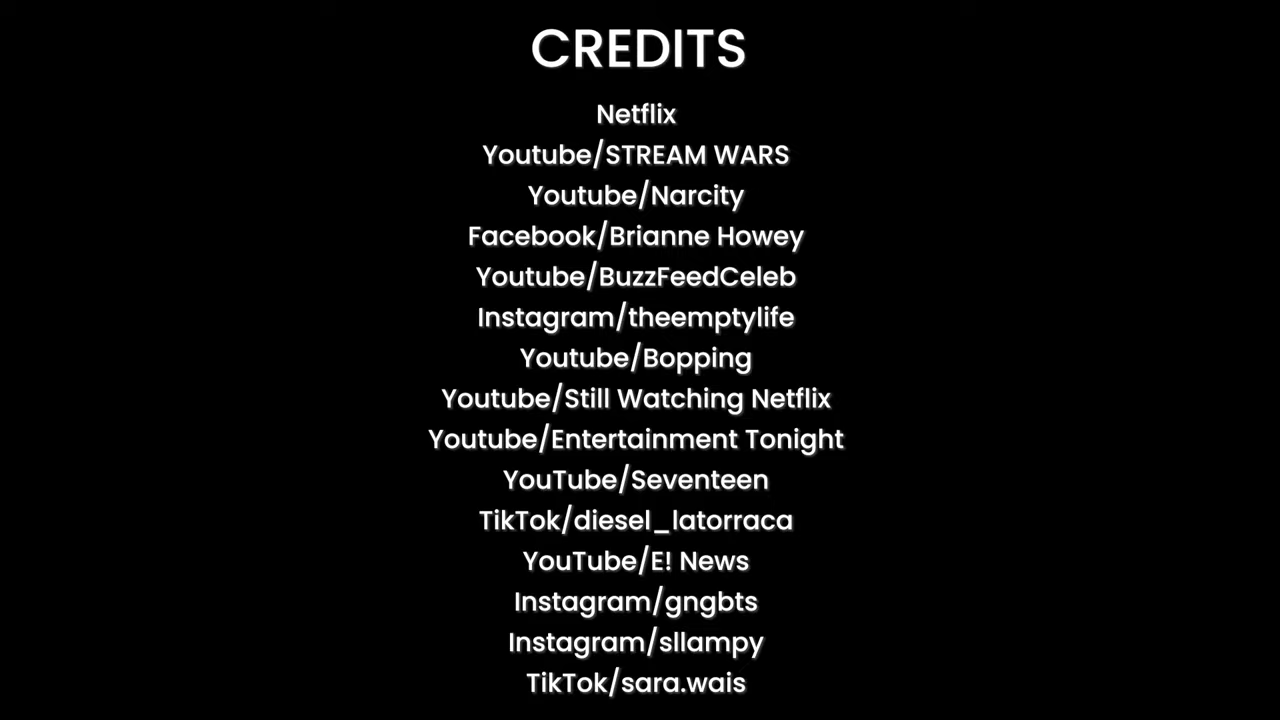 CREDITS
Netflix
Youtube/STREAM WARS
Youtube/Narcity
Facebook/Brianne Howey
Youtube/BuzzFeedCeleb
Instagram/theemptylife
Youtube/Bopping
Youtube/Still Watching Netflix
Youtube/Entertainment Tonight
YouTube/Seventeen
TikTok/diesel_latorraca
YouTube/E! News
Instagram/gngbts
Instagram/sllampy
TikTok/sara.wais